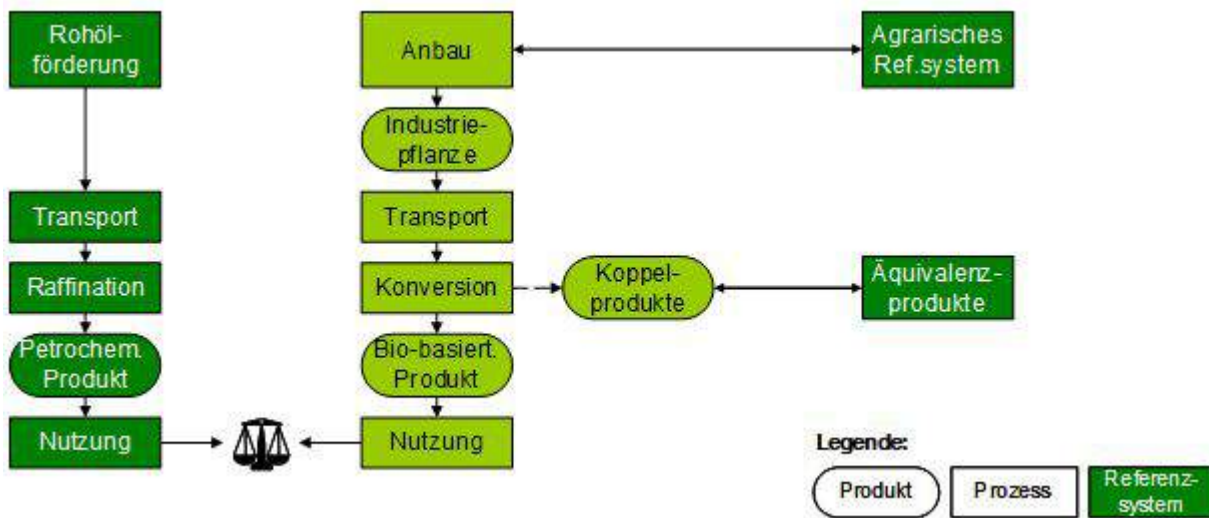 Rohöl-
förderung
Anbau
Agrarisches
Ref.system
Industrie-
pflanze
Transport
Transport
Raffination
Konversion
Koppel-
produkte
Äquivalenz-
produkte
Petrochem.
Produkt
Bio-basiert.
Produkt
Nutzung
Nutzung
Legende:
Produkt
Prozess
Referenz-
system